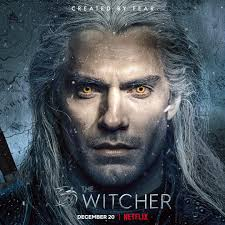 CREATED BY FEAR
THE
WITCHER
DECEMBER 20 | NETFLIX